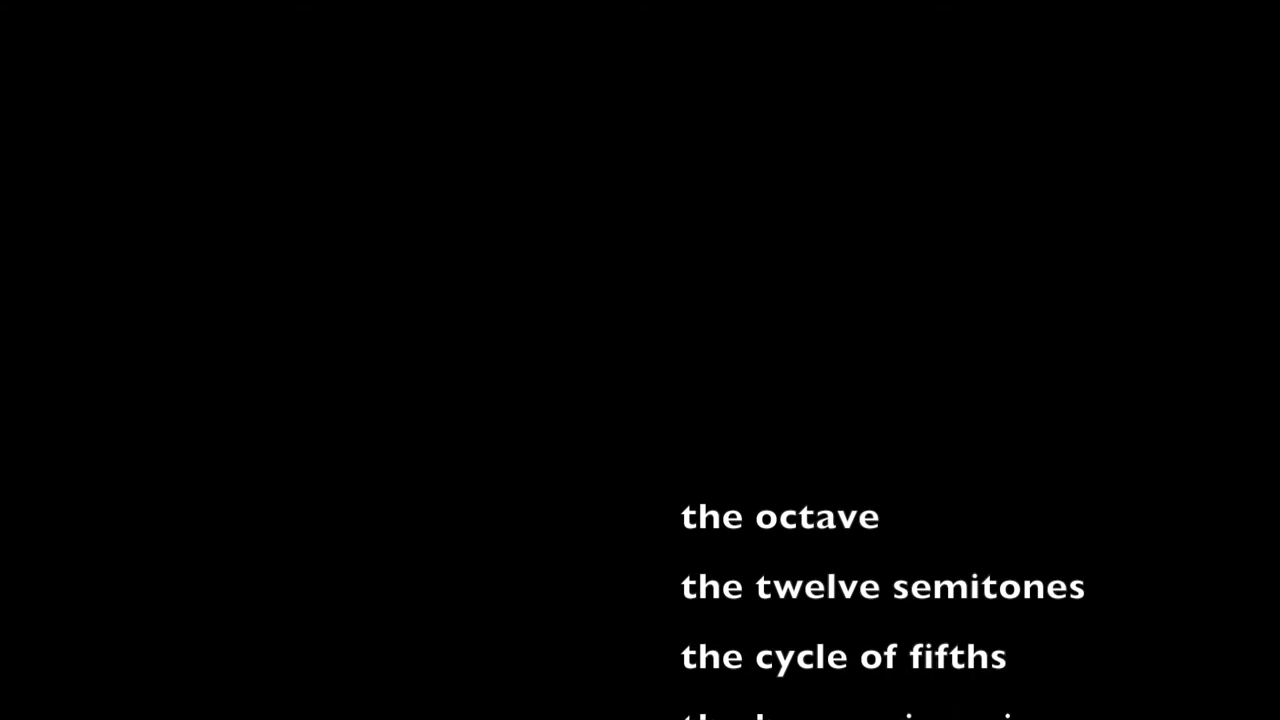 the octave
the twelve semitones
the cycle of fifths